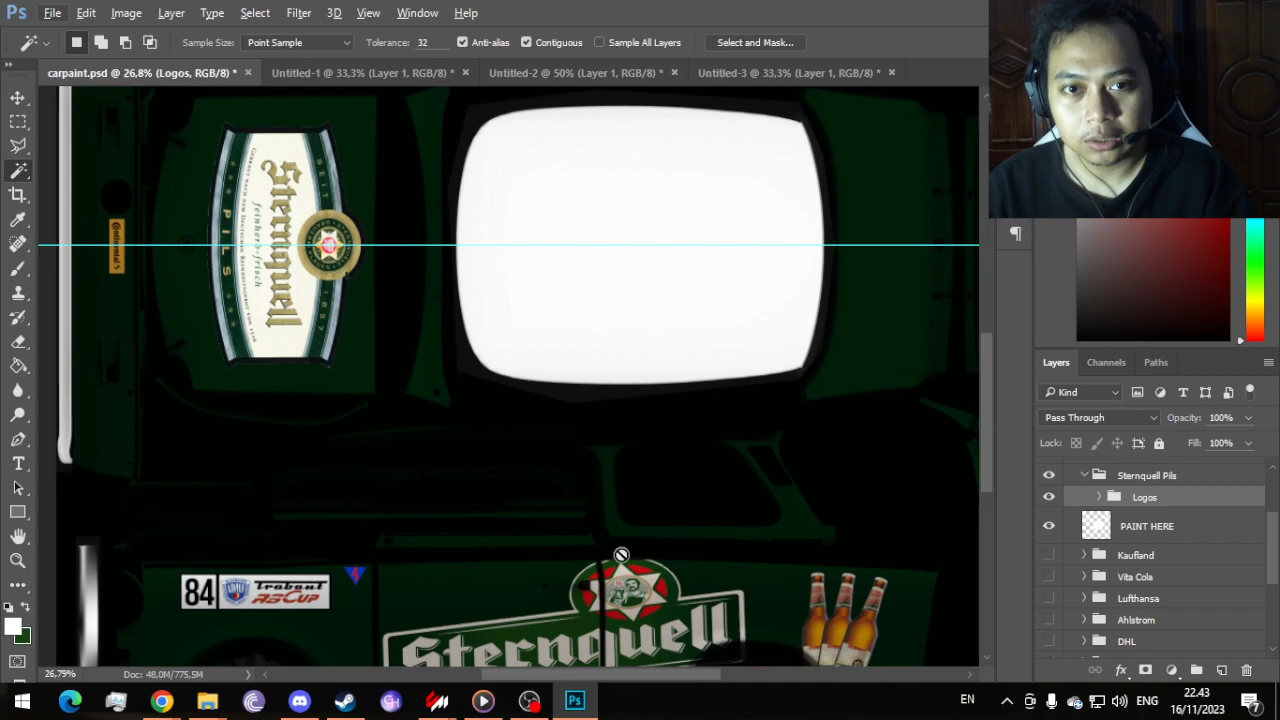 Ps File Edit Image Layer Type Select Filter 3D View Window Help
Sample Size: Point Sample Tolerance: 32 Anti-alias Contiguous Sample All Layers Select and Mask...
carpaint.psd @ 26,8% (Logos, RGB/8) * Untitled-1 @ 33,3% (Layer 1, RGB/8) * Untitled-2 @ 50% (Layer 1, RGB/8) * Untitled-3 @ 33,3% (Layer 1, RGB/8) *
SEIT 1857
Sternquell
feinherb-frisch
PILS
84
Trabant
RSCup
Sternquell
Layers Channels Paths
Kind
Pass Through Opacity: 100%
Lock: Fill: 100%
Sternquell Pils
Logos
PAINT HERE
Kaufland
Vita Cola
Lufthansa
Ahlstrom
DHL
26,79% Doc: 48,0M/775,5M
EN ENG 22.43
16/11/2023
7